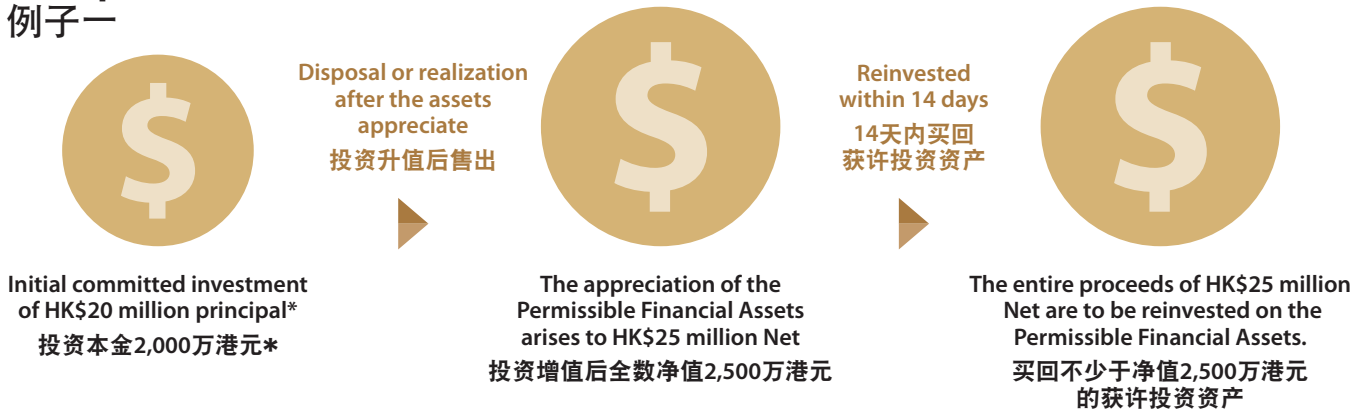 例子一
$
Disposal or realization
after the assets
appreciate
投资升值后售出
$
Reinvested
within 14 days
14天内买回
获许投资资产
$
Initial committed investment
of HK$20 million principal*
投资本金2,000万港元*
The appreciation of the
Permissible Financial Assets
arises to HK$25 million Net
投资增值后全数净值2,500万港元
The entire proceeds of HK$25 million
Net are to be reinvested on the
Permissible Financial Assets.
买回不少于净值2,500万港元
的获许投资资产